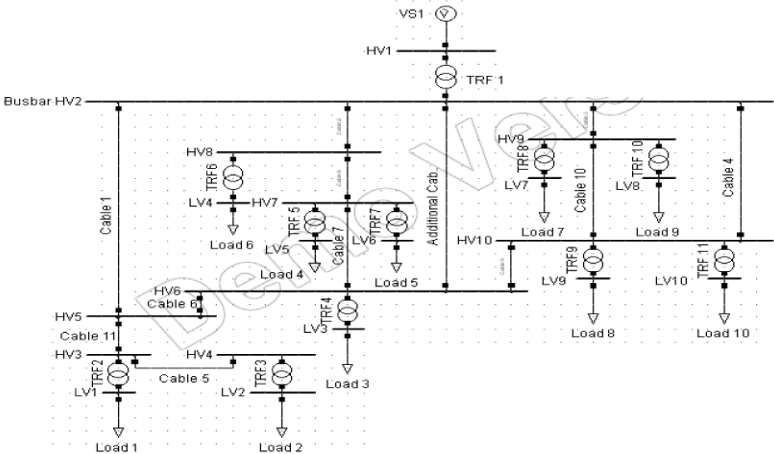 VS1
HV1
TRF 1
Busbar HV2
HV8
HV9
TRF6
TRF8
TRF 10
LV4
HV7
LV7
LV8
Cable 1
TRF 5
TRF7
Additional Cab.
Cable 10
Cable 4
Load 6
LV5
Cable 7
LV6
Load 7
Load 9
HV10
Load 4
Load 5
TRF9
TRF 11
HV6
LV9
LV10
Cable 6
HV5
TRF4
LV3
Load 8
Load 10
Cable 11
HV3
HV4
TRF2
Cable 5
TRF3
Load 3
LV1
LV2
Load 1
Load 2